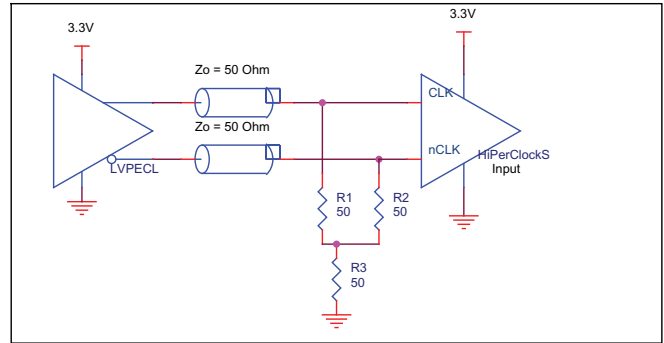 3.3V
3.3V
Zo = 50 Ohm
CLK
Zo = 50 Ohm
nCLK
LVPECL
HiPerClockS
Input
R1
50
R2
50
R3
50